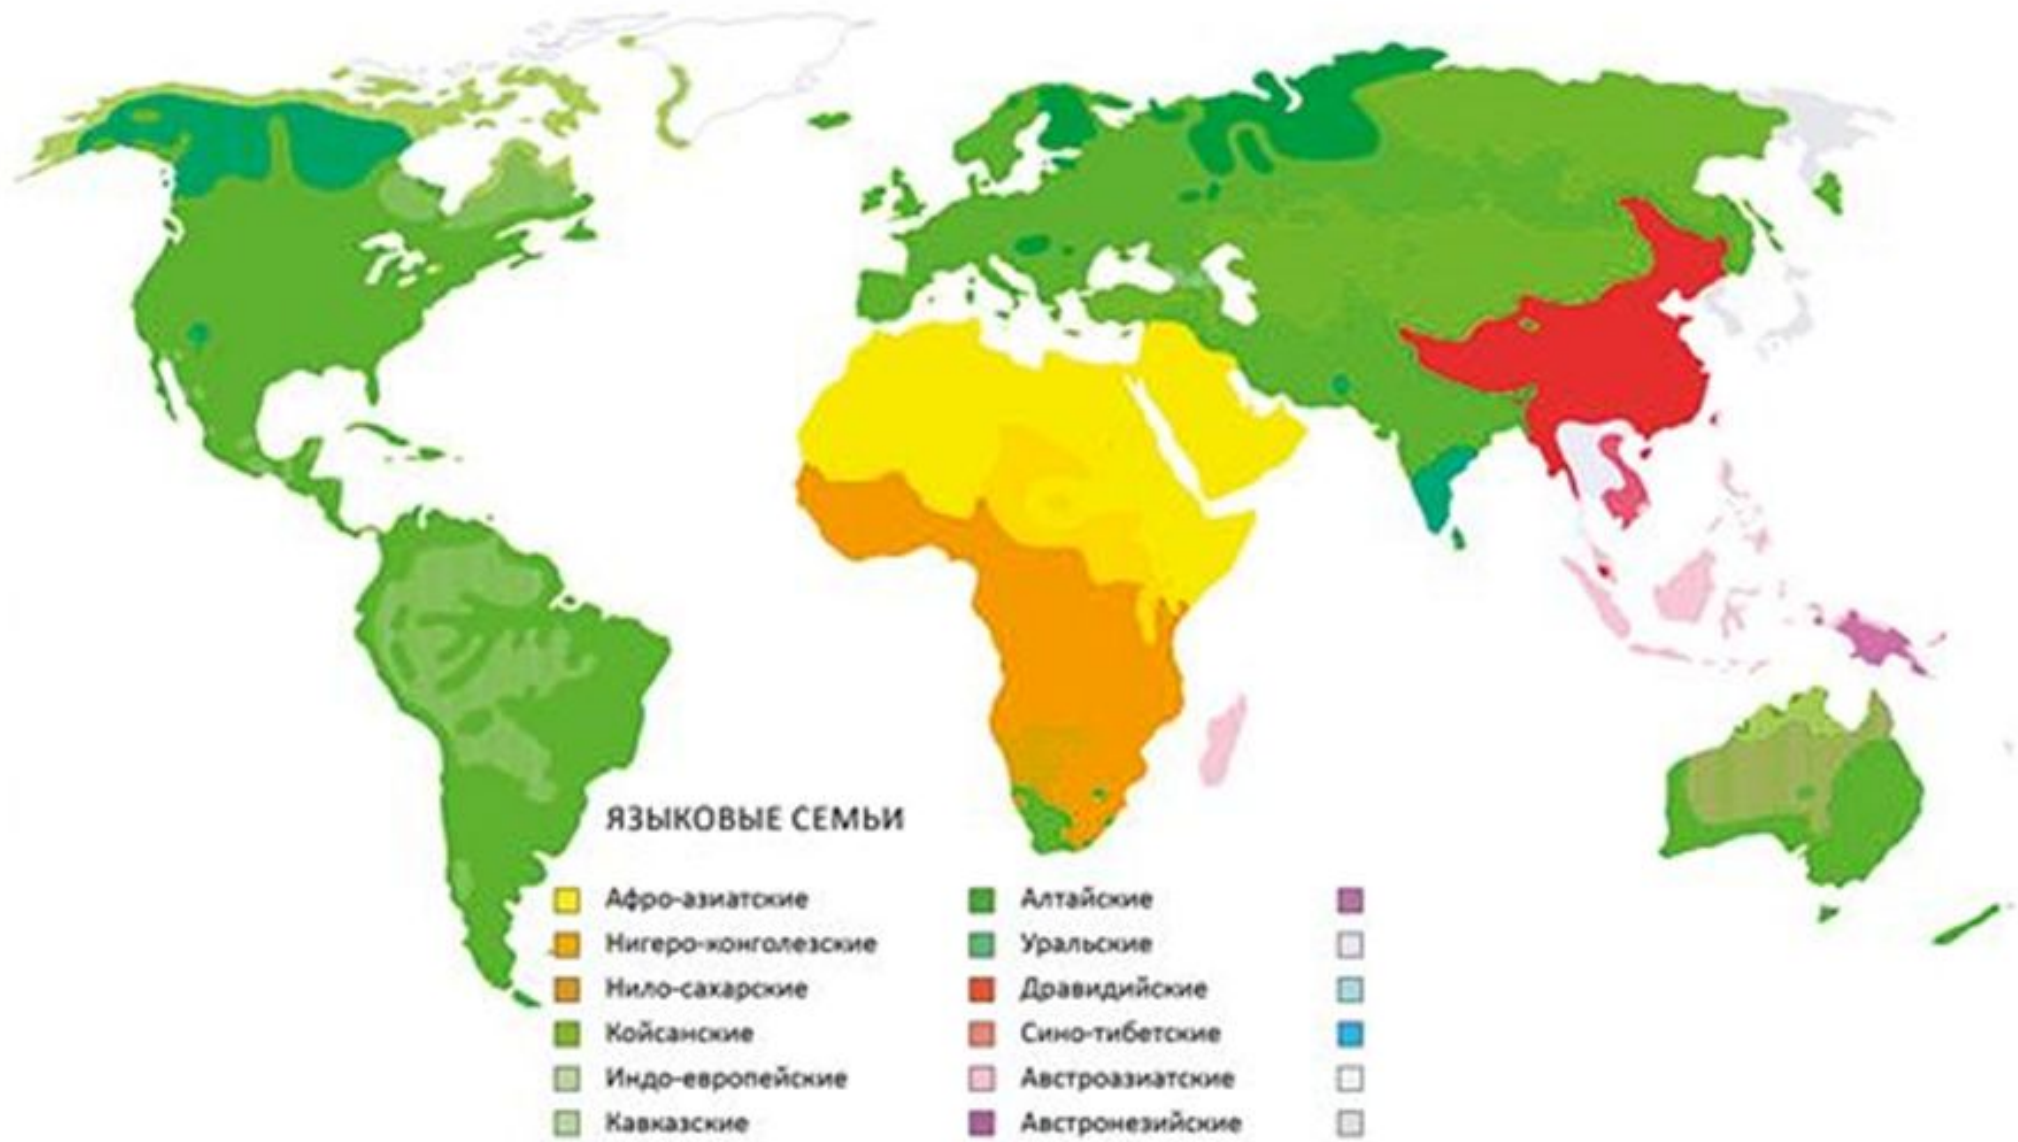 ЯЗЫКОВЫЕ СЕМЬИ
Афро-азиатские
Нигеро-конголезские
Нило-сахарские
Койсанские
Индо-европейские
Кавказские
Алтайские
Уральские
Дравидийские
Сино-тибетские
Австроазиатские
Австронезийские